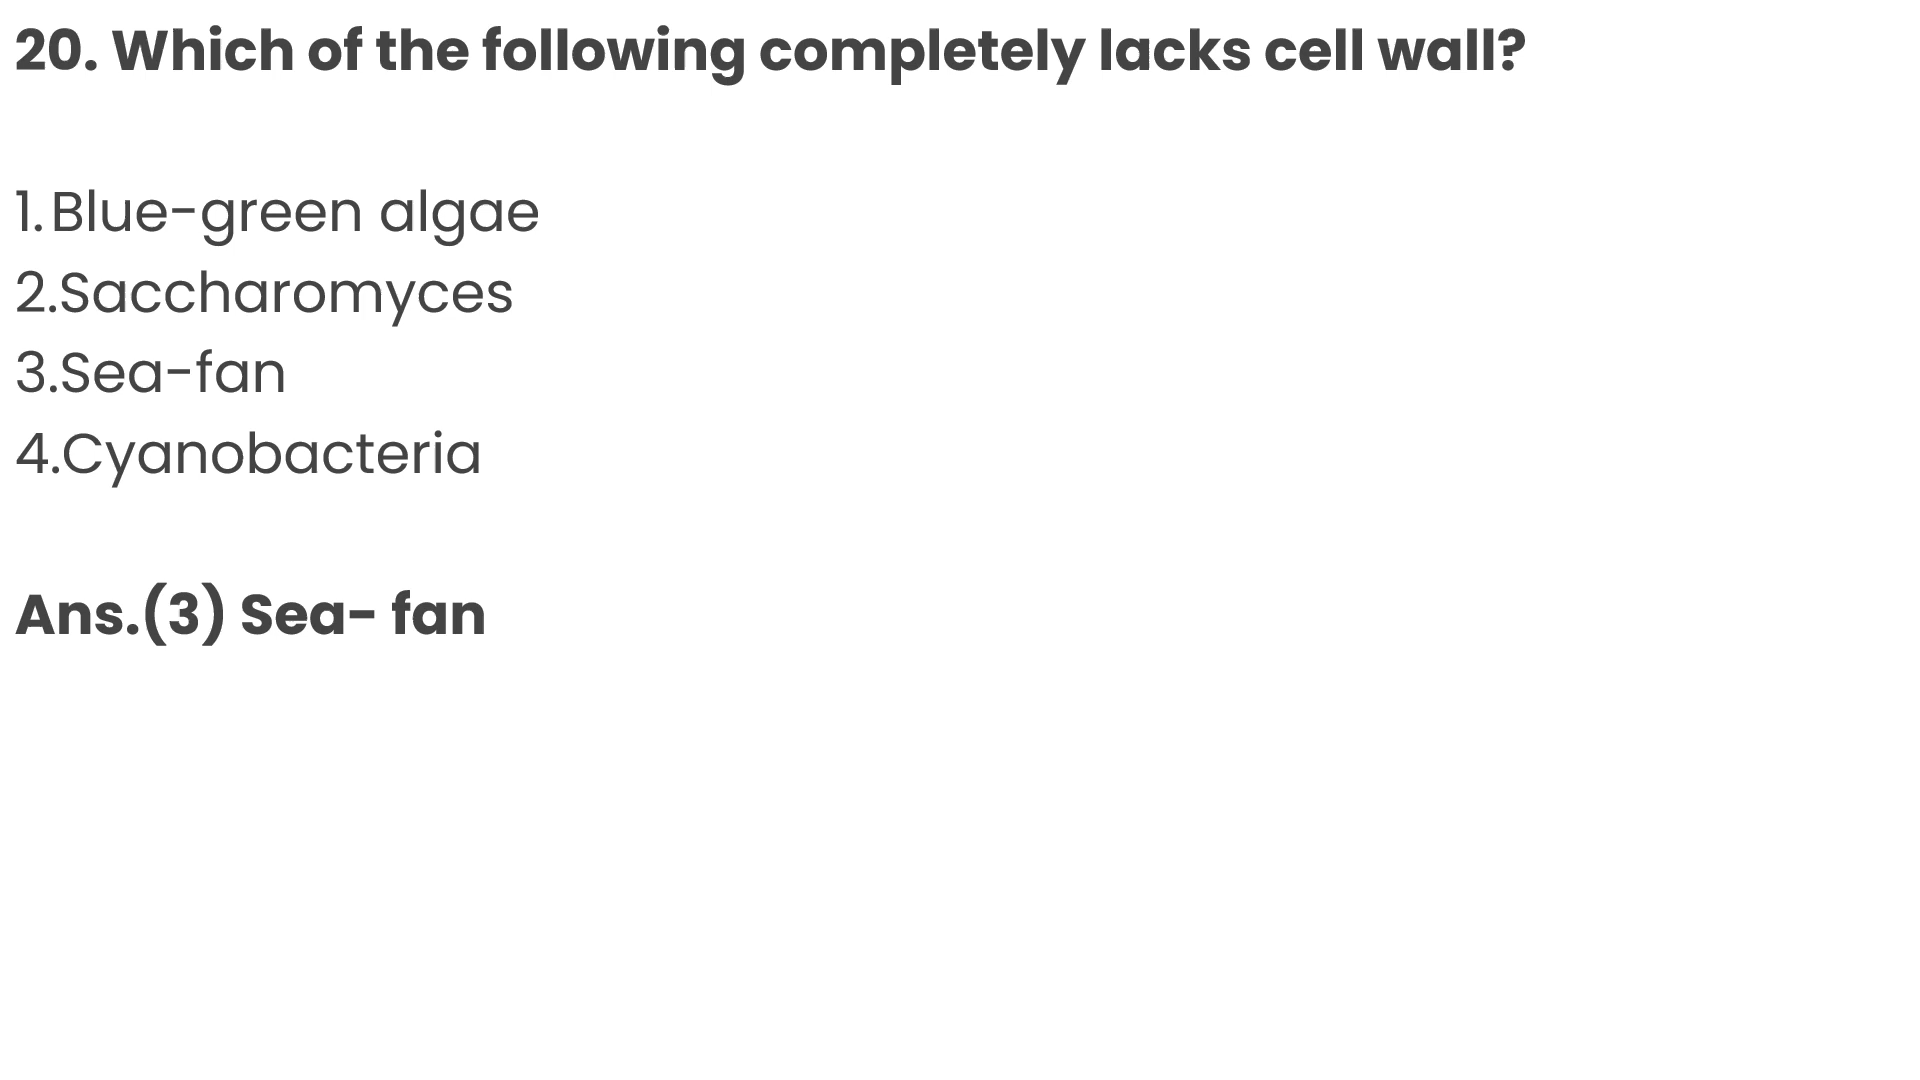 20. Which of the following completely lacks cell wall?
1. Blue-green algae
2.Saccharomyces
3.Sea-fan
4.Cyanobacteria
Ans.(3) Sea- fan